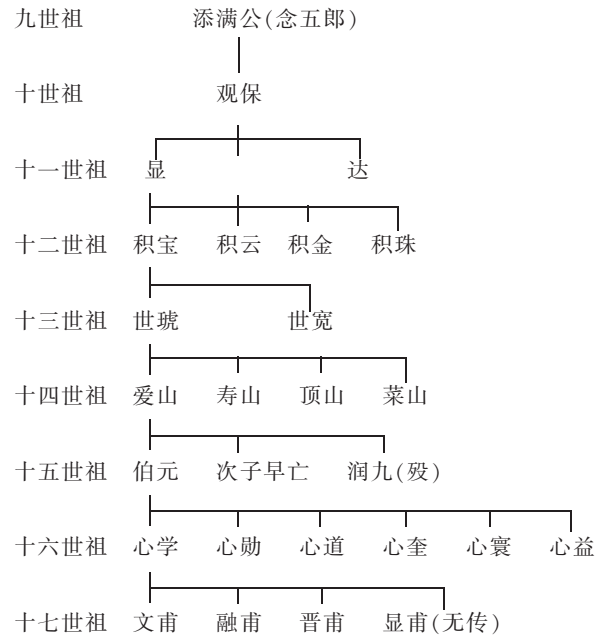 九世祖 添满公(念五郎)
十世祖 观保
十一世祖 显 达
十二世祖 积宝 积云 积金 积珠
十三世祖 世琥 世宽
十四世祖 爱山 寿山 顶山 菜山
十五世祖 伯元 次子早亡 润九(殁)
十六世祖 心学 心勋 心道 心奎 心寰 心益
十七世祖 文甫 融甫 晋甫 显甫(无传)